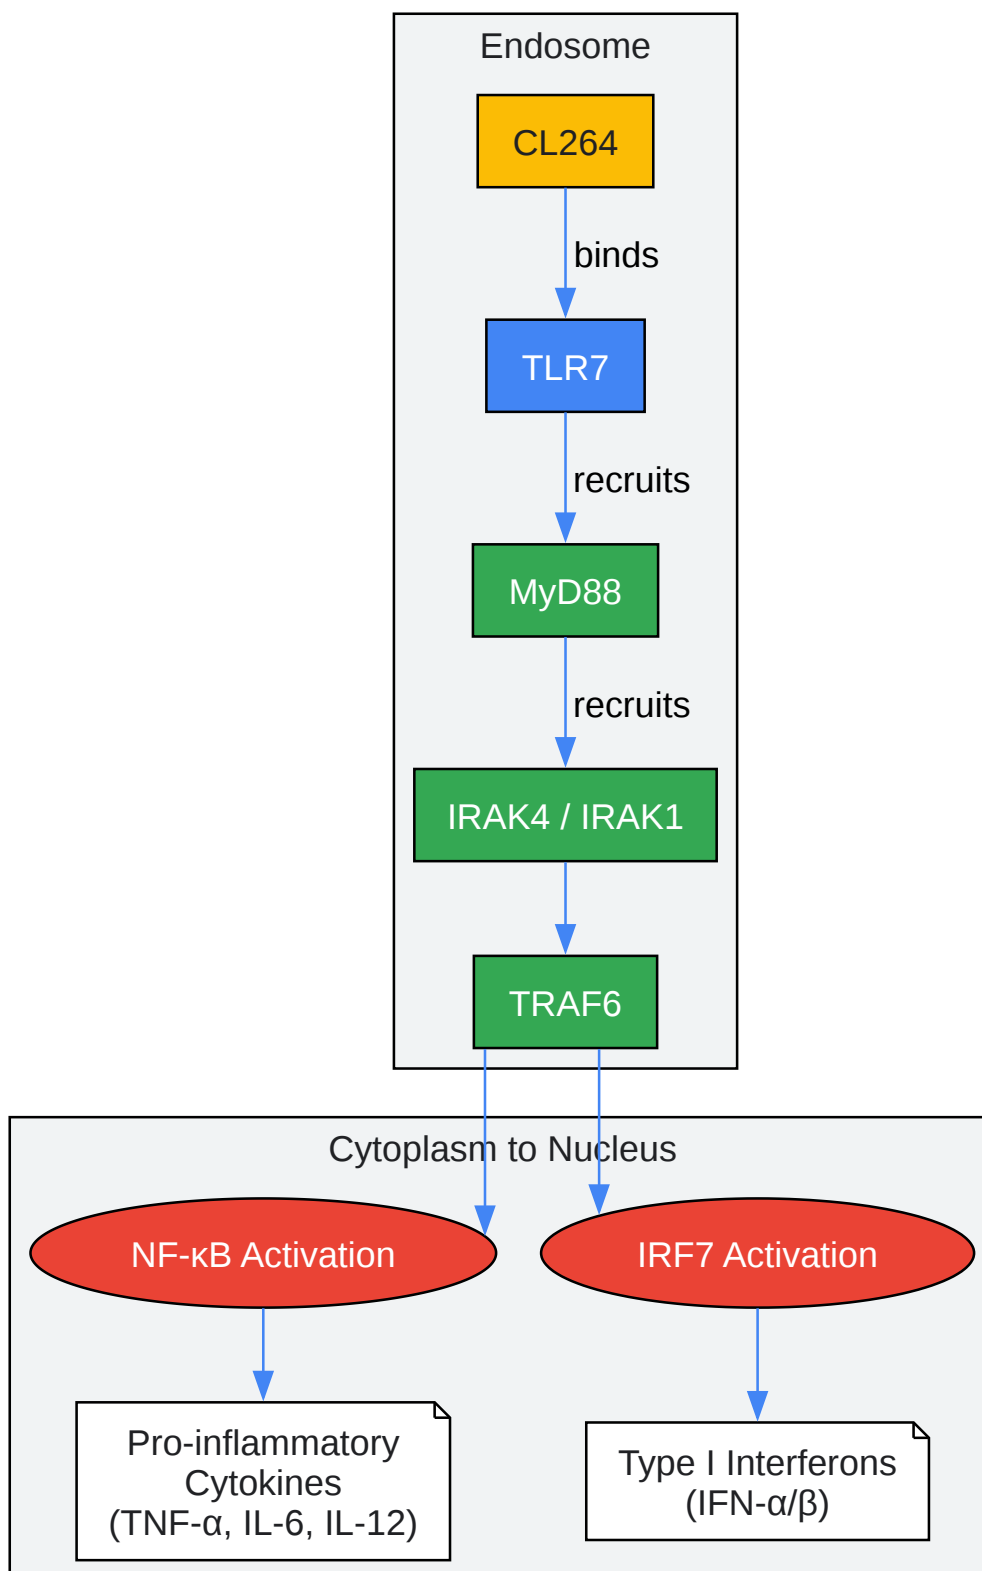 Endosome
CL264
binds
TLR7
recruits
MyD88
recruits
IRAK4 / IRAK1
TRAF6
Cytoplasm to Nucleus
NF-κB Activation
IRF7 Activation
Pro-inflammatory
Cytokines
(TNF-α, IL-6, IL-12)
Type I Interferons
(IFN-α/β)